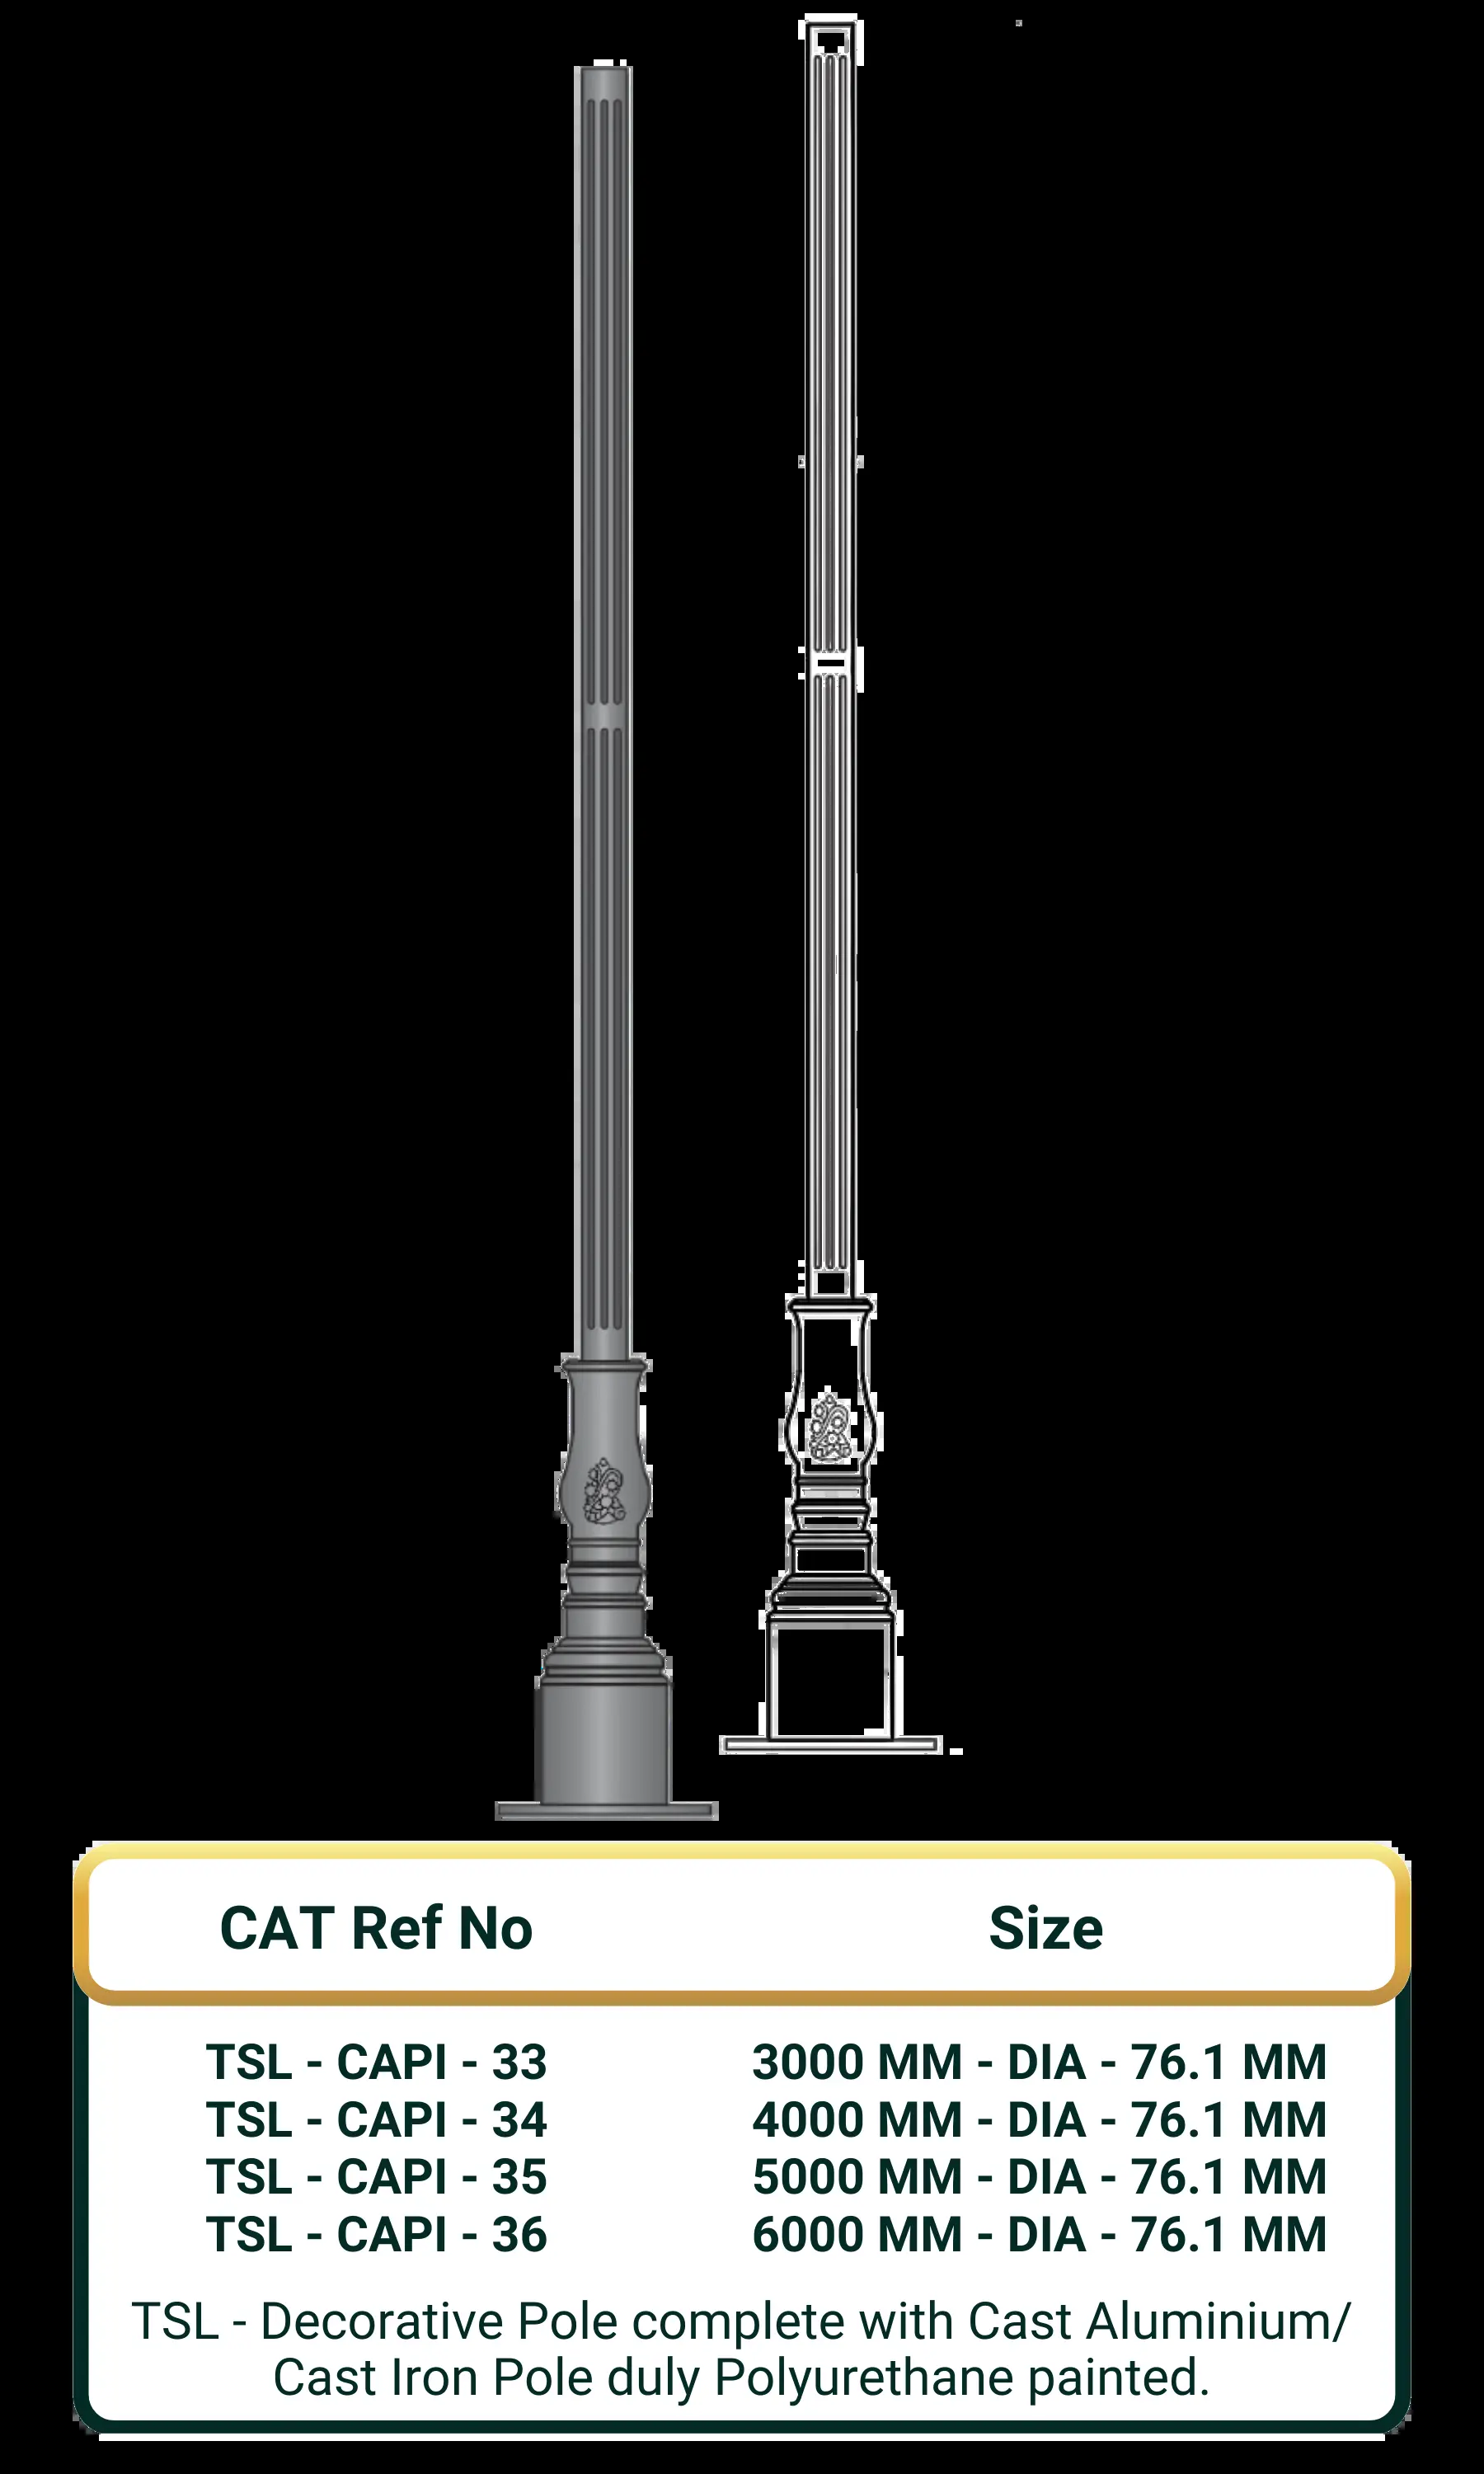 CAT Ref No Size
TSL - CAPI - 33 3000 MM - DIA - 76.1 MM
TSL - CAPI - 34 4000 MM - DIA - 76.1 MM
TSL - CAPI - 35 5000 MM - DIA - 76.1 MM
TSL - CAPI - 36 6000 MM - DIA - 76.1 MM
TSL - Decorative Pole complete with Cast Aluminium/
Cast Iron Pole duly Polyurethane painted.